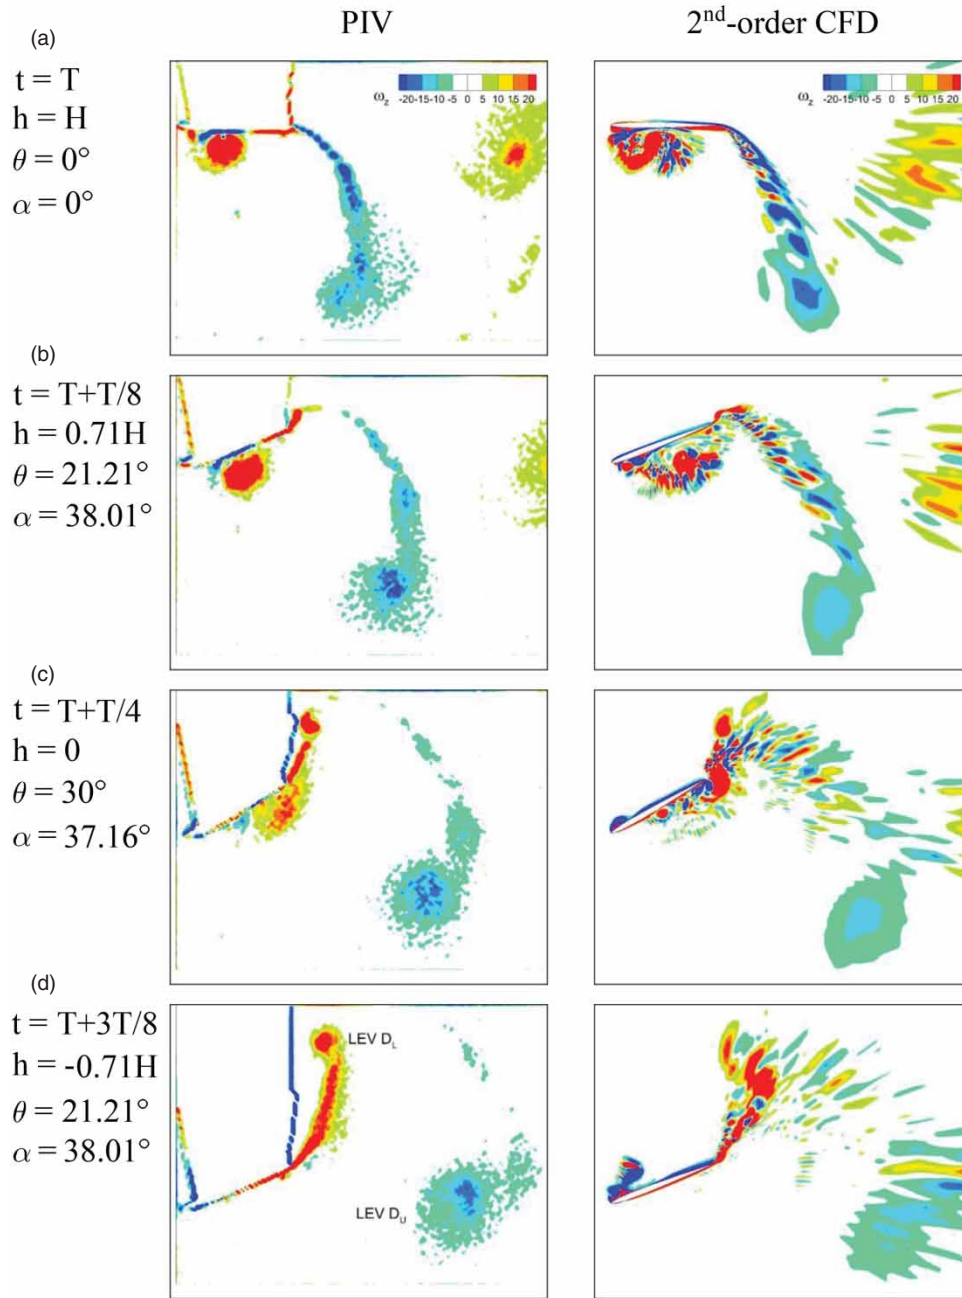 PIV
2nd-order CFD
(a)
t = T
h = H
θ = 0°
α = 0°
ωz -20 -15 -10 -5 0 5 10 15 20
ωz -20 -15 -10 -5 0 5 10 15 20
(b)
t = T+T/8
h = 0.71H
θ = 21.21°
α = 38.01°
(c)
t = T+T/4
h = 0
θ = 30°
α = 37.16°
(d)
t = T+3T/8
h = -0.71H
θ = 21.21°
α = 38.01°
LEV DL
LEV DU